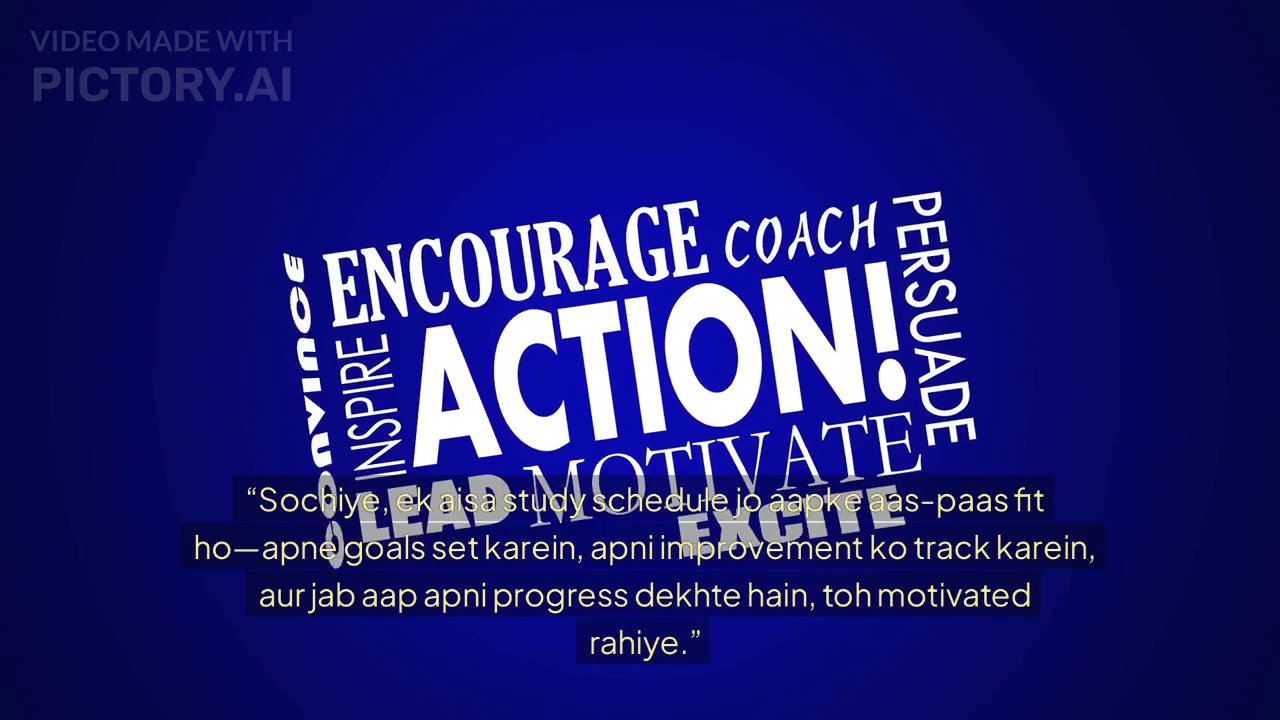 VIDEO MADE WITH
PICTORY.AI
CONVINCE
INSPIRE
ENCOURAGE
COACH
PERSUADE
ACTION!
LEAD
MOTIVATE
EXCITE
“Sochiye, ek aisa study schedule jo aapke aas-paas fit
ho—apne goals set karein, apni improvement ko track karein,
aur jab aap apni progress dekhte hain, toh motivated
rahiye.”